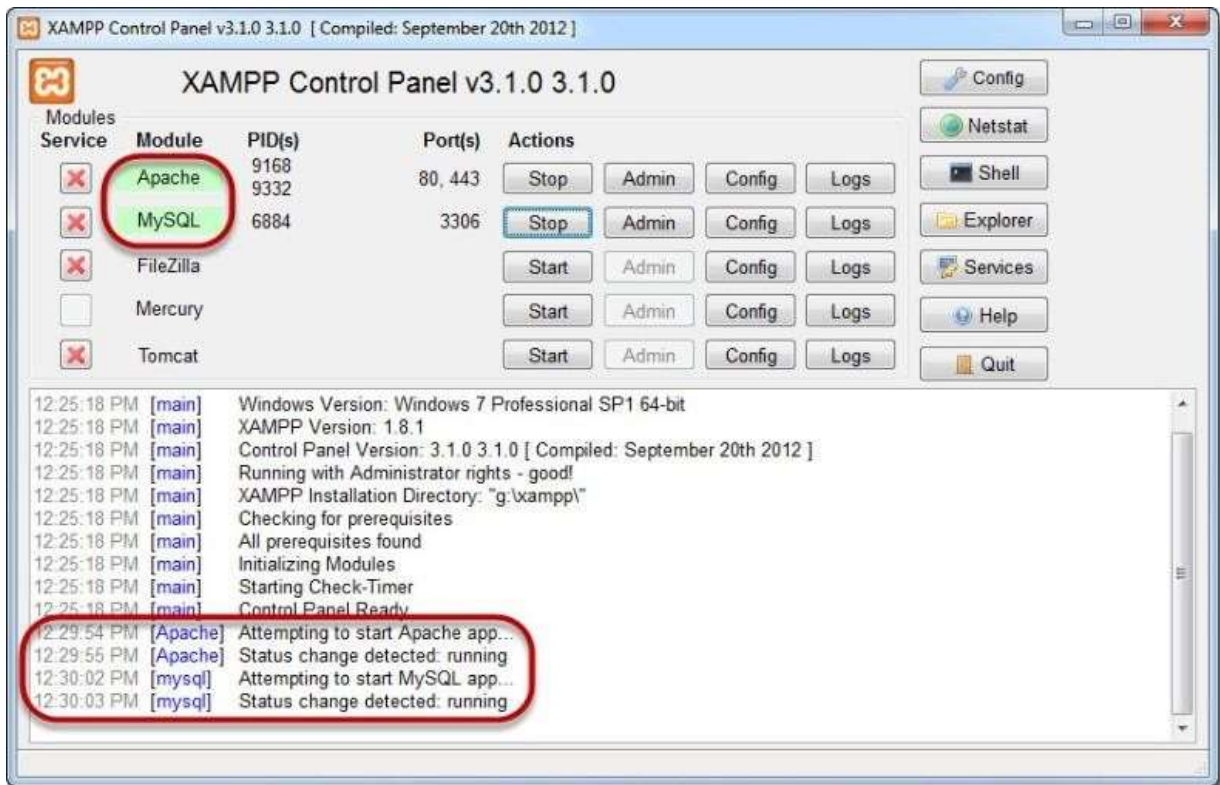 XAMPP Control Panel v3.1.0 3.1.0 [ Compiled: September 20th 2012 ]
XAMPP Control Panel v3.1.0 3.1.0
Config
Modules
Service Module PID(s) Port(s) Actions
Netstat
Apache 9168 9332 80, 443 Stop Admin Config Logs
Shell
MySQL 6884 3306 Stop Admin Config Logs
Explorer
FileZilla Start Admin Config Logs
Services
Mercury Start Admin Config Logs
Help
Tomcat Start Admin Config Logs
Quit
12:25:18 PM [main] Windows Version: Windows 7 Professional SP1 64-bit
12:25:18 PM [main] XAMPP Version: 1.8.1
12:25:18 PM [main] Control Panel Version: 3.1.0 3.1.0 [ Compiled: September 20th 2012 ]
12:25:18 PM [main] Running with Administrator rights - good!
12:25:18 PM [main] XAMPP Installation Directory: "g:\xampp\"
12:25:18 PM [main] Checking for prerequisites
12:25:18 PM [main] All prerequisites found
12:25:18 PM [main] Initializing Modules
12:25:18 PM [main] Starting Check-Timer
12:25:18 PM [main] Control Panel Ready
12:29:54 PM [Apache] Attempting to start Apache app...
12:29:55 PM [Apache] Status change detected: running
12:30:02 PM [mysql] Attempting to start MySQL app...
12:30:03 PM [mysql] Status change detected: running